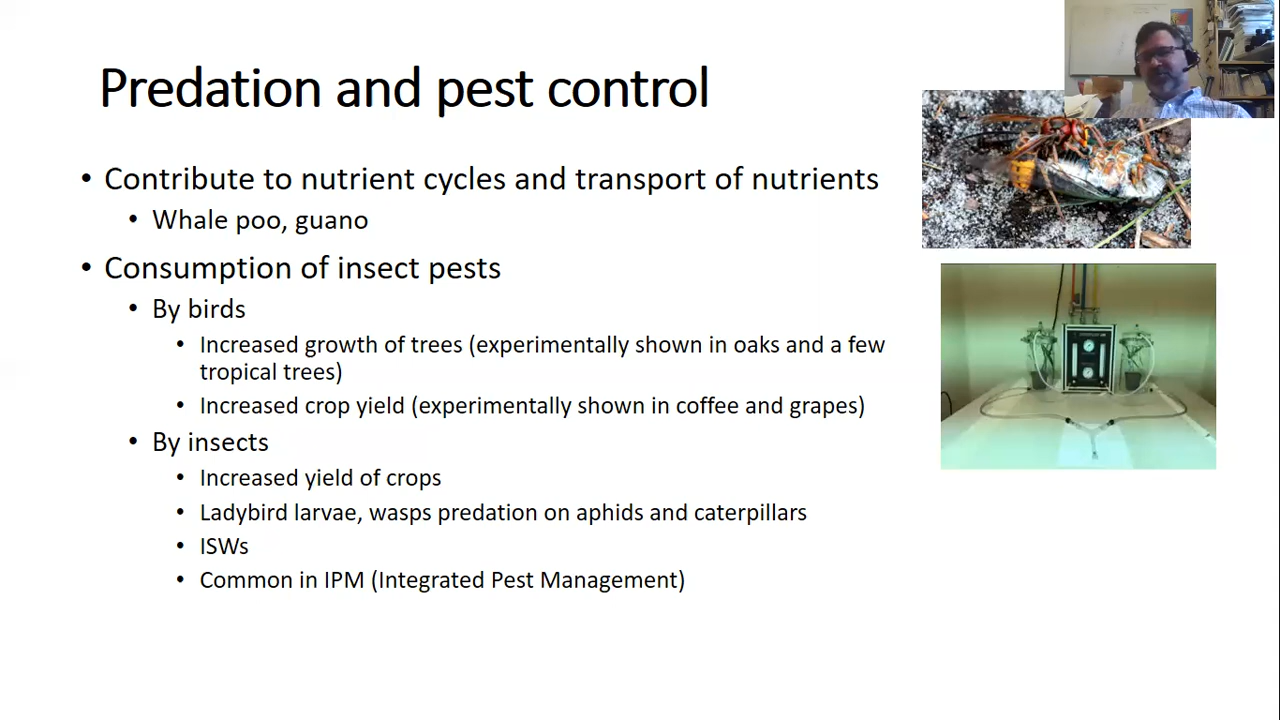 Predation and pest control
• Contribute to nutrient cycles and transport of nutrients
• Whale poo, guano
• Consumption of insect pests
• By birds
• Increased growth of trees (experimentally shown in oaks and a few
tropical trees)
• Increased crop yield (experimentally shown in coffee and grapes)
• By insects
• Increased yield of crops
• Ladybird larvae, wasps predation on aphids and caterpillars
• ISWs
• Common in IPM (Integrated Pest Management)